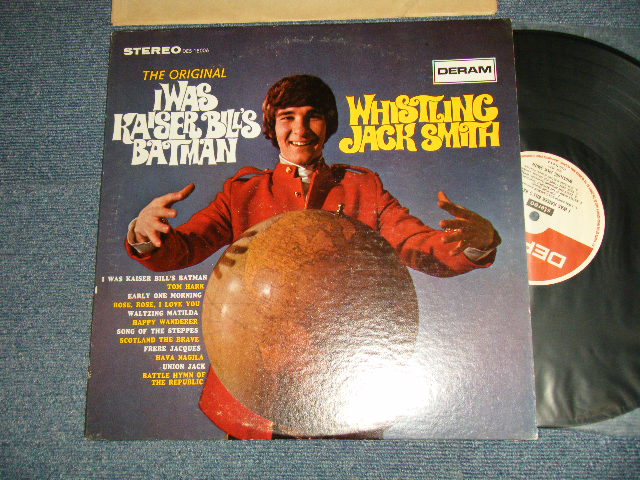 STEREO DES 18006
DERAM
THE ORIGINAL
I WAS
KAISER BILL'S
BATMAN
WHISTLING
JACK SMITH
I WAS KAISER BILL'S BATMAN
TOM HARK
EARLY ONE MORNING
ROSE, ROSE, I LOVE YOU
WALTZING MATILDA
HAPPY WANDERER
SONG OF THE STEPPES
SCOTLAND THE BRAVE
FRERE JACQUES
HAVA NAGILA
UNION JACK
BATTLE HYMN OF
THE REPUBLIC